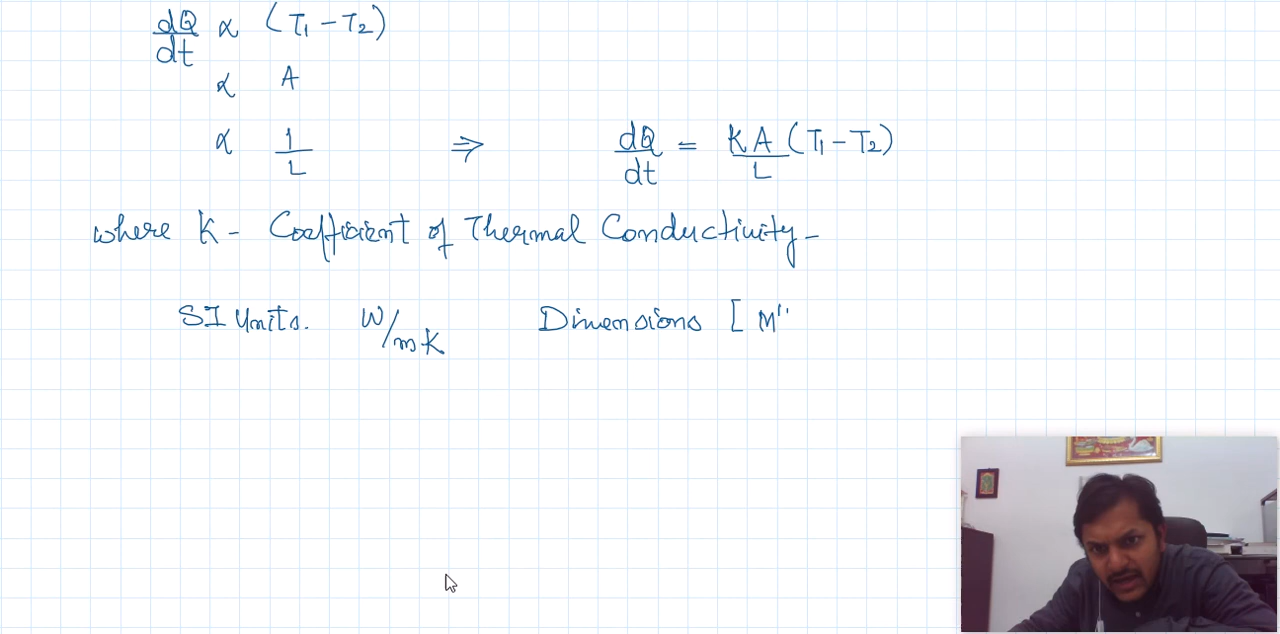 dQ/dt ∝ (T₁ - T₂)
∝ A
∝ 1/L ⇒ dQ/dt = KA/L (T₁ - T₂)
where K - Coefficient of Thermal Conductivity -
SI Units. W/mK Dimensions [ M¹